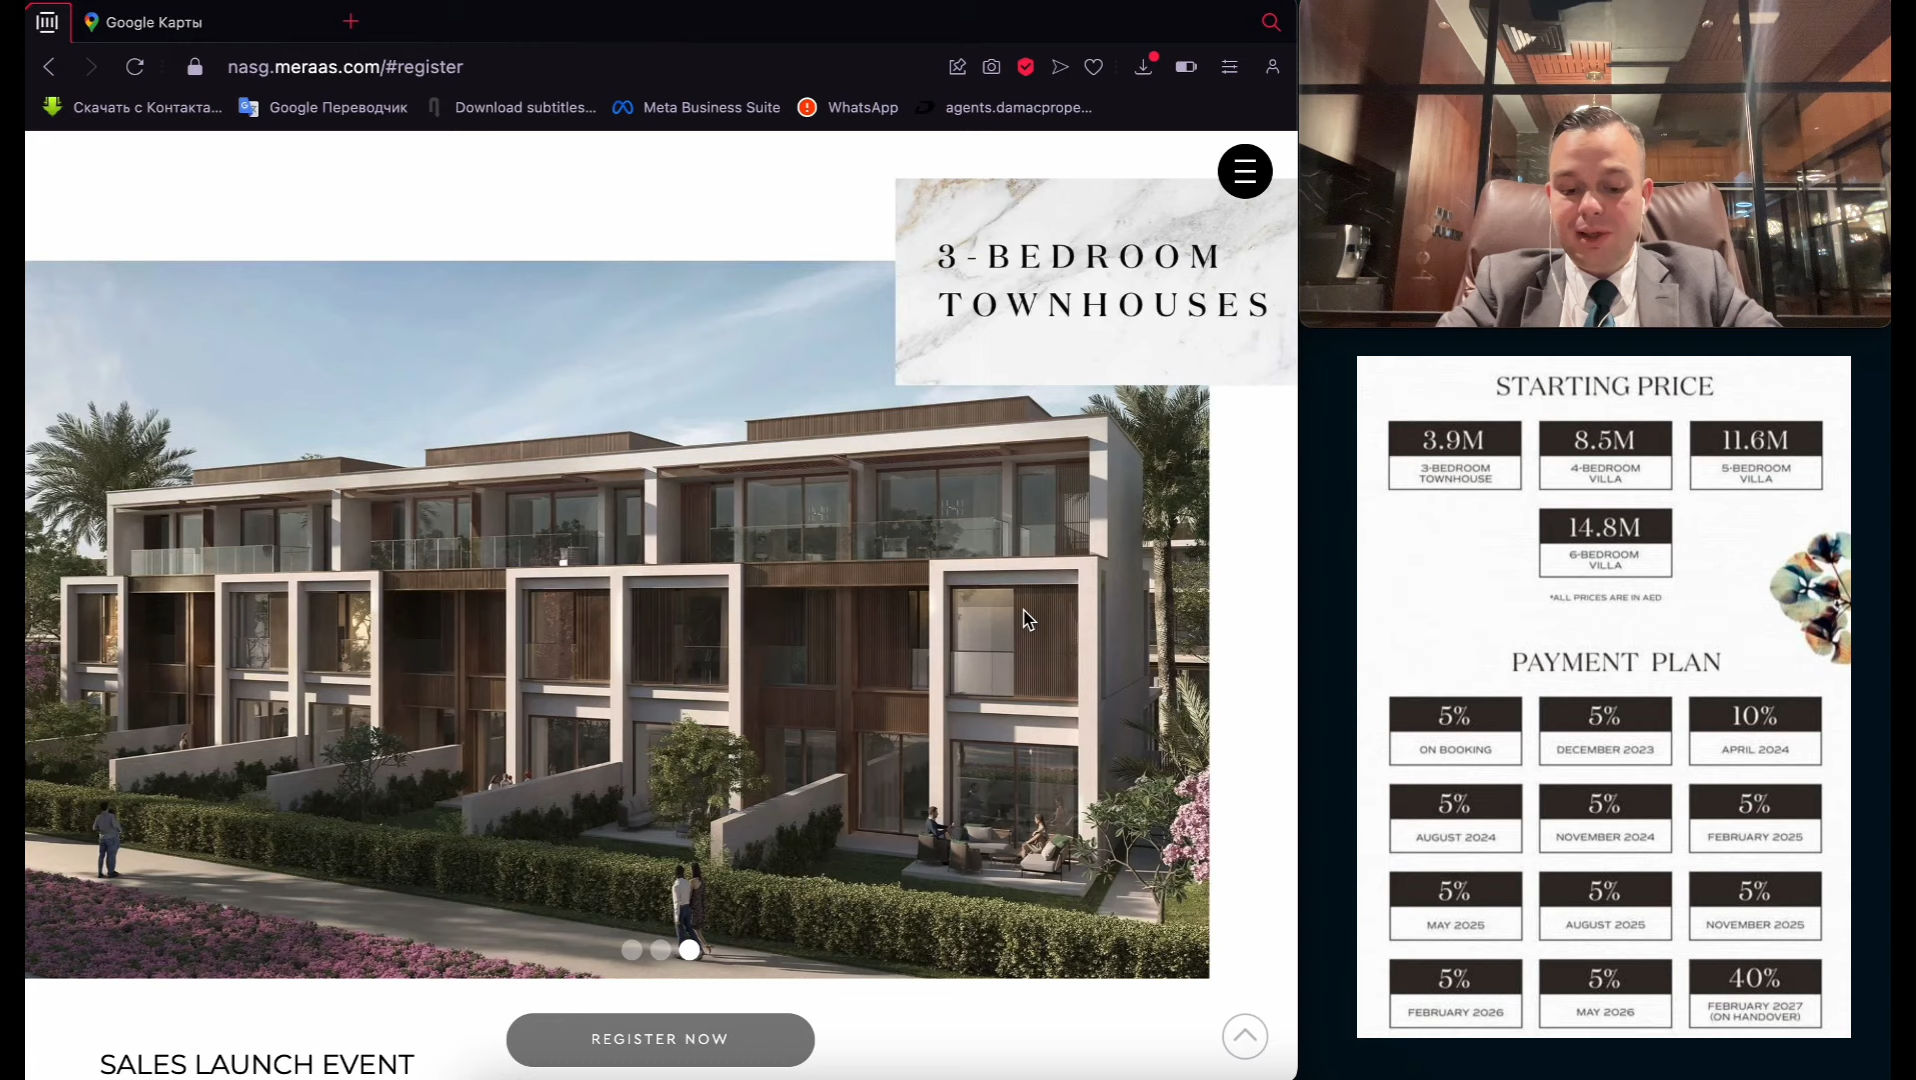 Google Карты
nasg.meraas.com/#register
Скачать с Контакта...
Google Переводчик
Download subtitles...
Meta Business Suite
WhatsApp
agents.damacprope...
3-BEDROOM
TOWNHOUSES
SALES LAUNCH EVENT
REGISTER NOW
STARTING PRICE
3.9M
3-BEDROOM
TOWNHOUSE
8.5M
4-BEDROOM
VILLA
11.6M
5-BEDROOM
VILLA
14.8M
6-BEDROOM
VILLA
*ALL PRICES ARE IN AED
PAYMENT PLAN
5%
ON BOOKING
5%
DECEMBER 2023
10%
APRIL 2024
5%
AUGUST 2024
5%
NOVEMBER 2024
5%
FEBRUARY 2025
5%
MAY 2025
5%
AUGUST 2025
5%
NOVEMBER 2025
5%
FEBRUARY 2026
5%
MAY 2026
40%
FEBRUARY 2027
(ON HANDOVER)